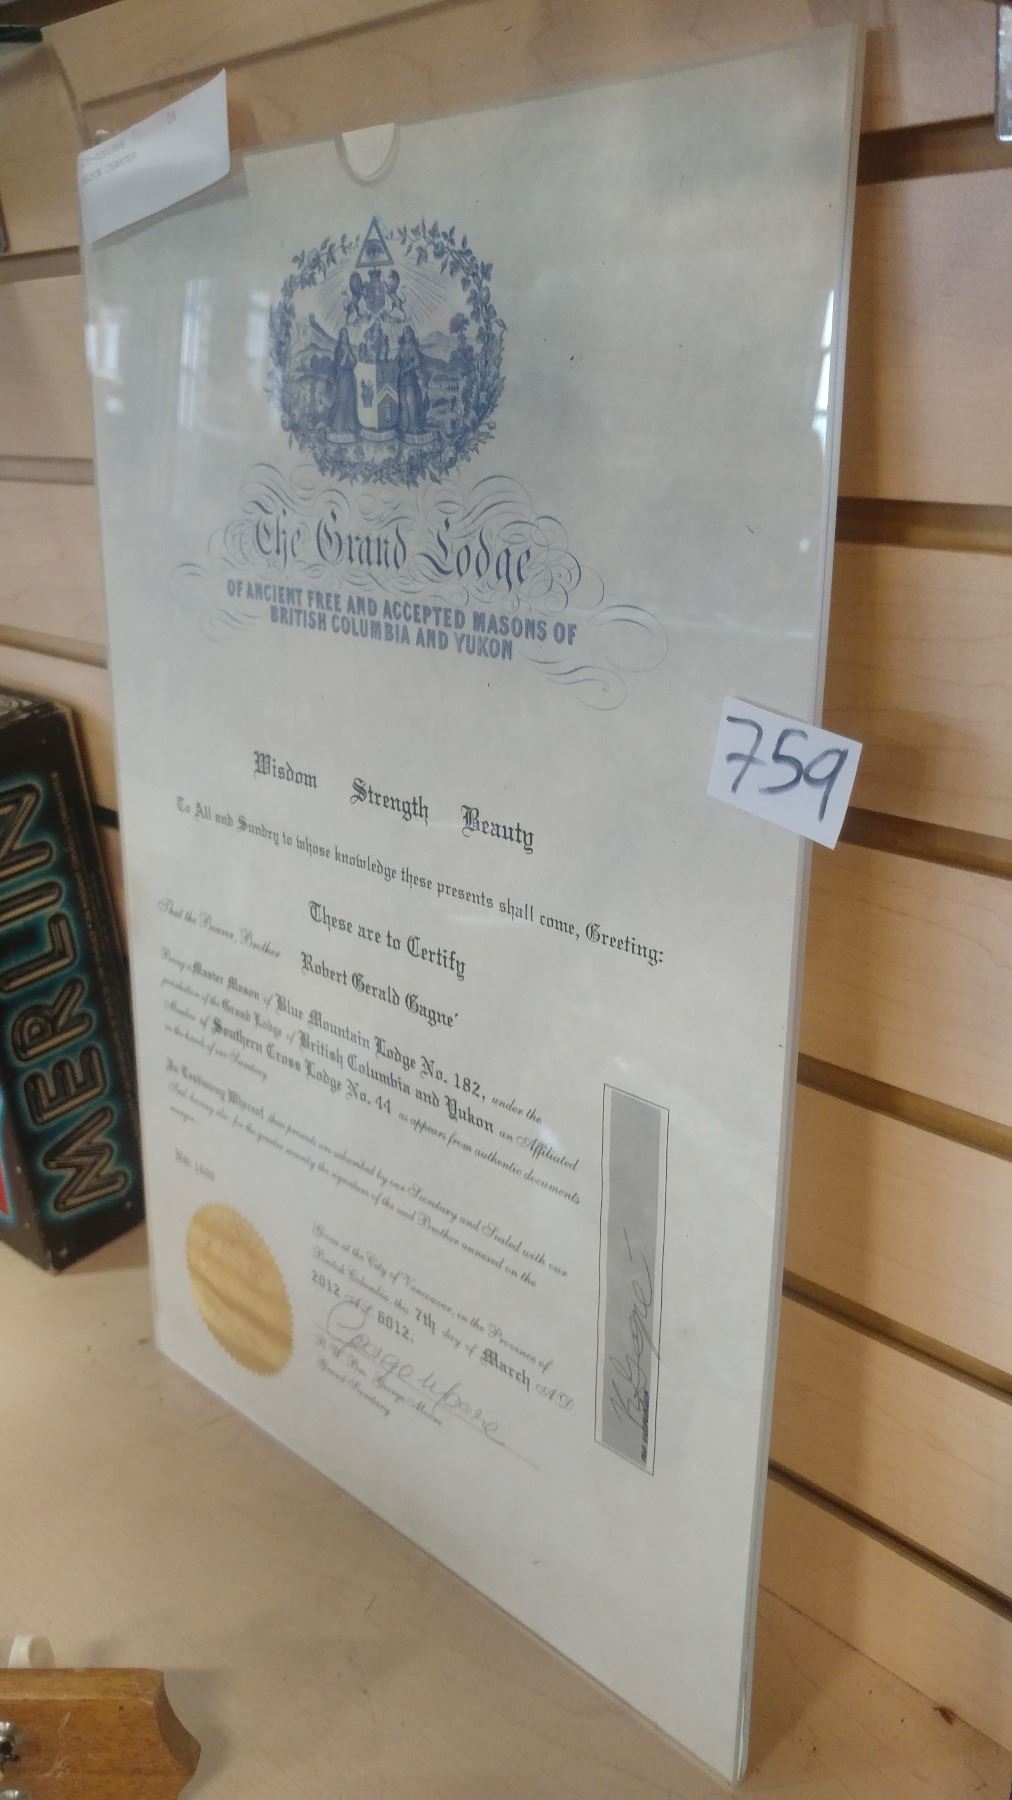 The Grand Lodge
OF ANCIENT FREE AND ACCEPTED MASONS OF
BRITISH COLUMBIA AND YUKON
759
Wisdom Strength Beauty
To All and Sundry to whose knowledge these presents shall come, Greeting:
These are to Certify
That the Bearer, Brother Robert Gerald Gagne'
Being a Master Mason of Blue Mountain Lodge No. 182, under the
jurisdiction of the Grand Lodge of British Columbia and Yukon an Affiliated
Member of Southern Cross Lodge No. 44 as appears from authentic documents
in the hands of our Secretary
In Testimony Whereof these presents are subscribed by our Secretary and Sealed with our
Seal, having also, for the greater security the signature of the said Brother annexed on the
margin
Given at the City of Vancouver, in the Province of
British Columbia, this 7th day of March A.D.
2012 A.L. 6012.
R.W. Bro. George Moore
Grand Secretary
MERLIN